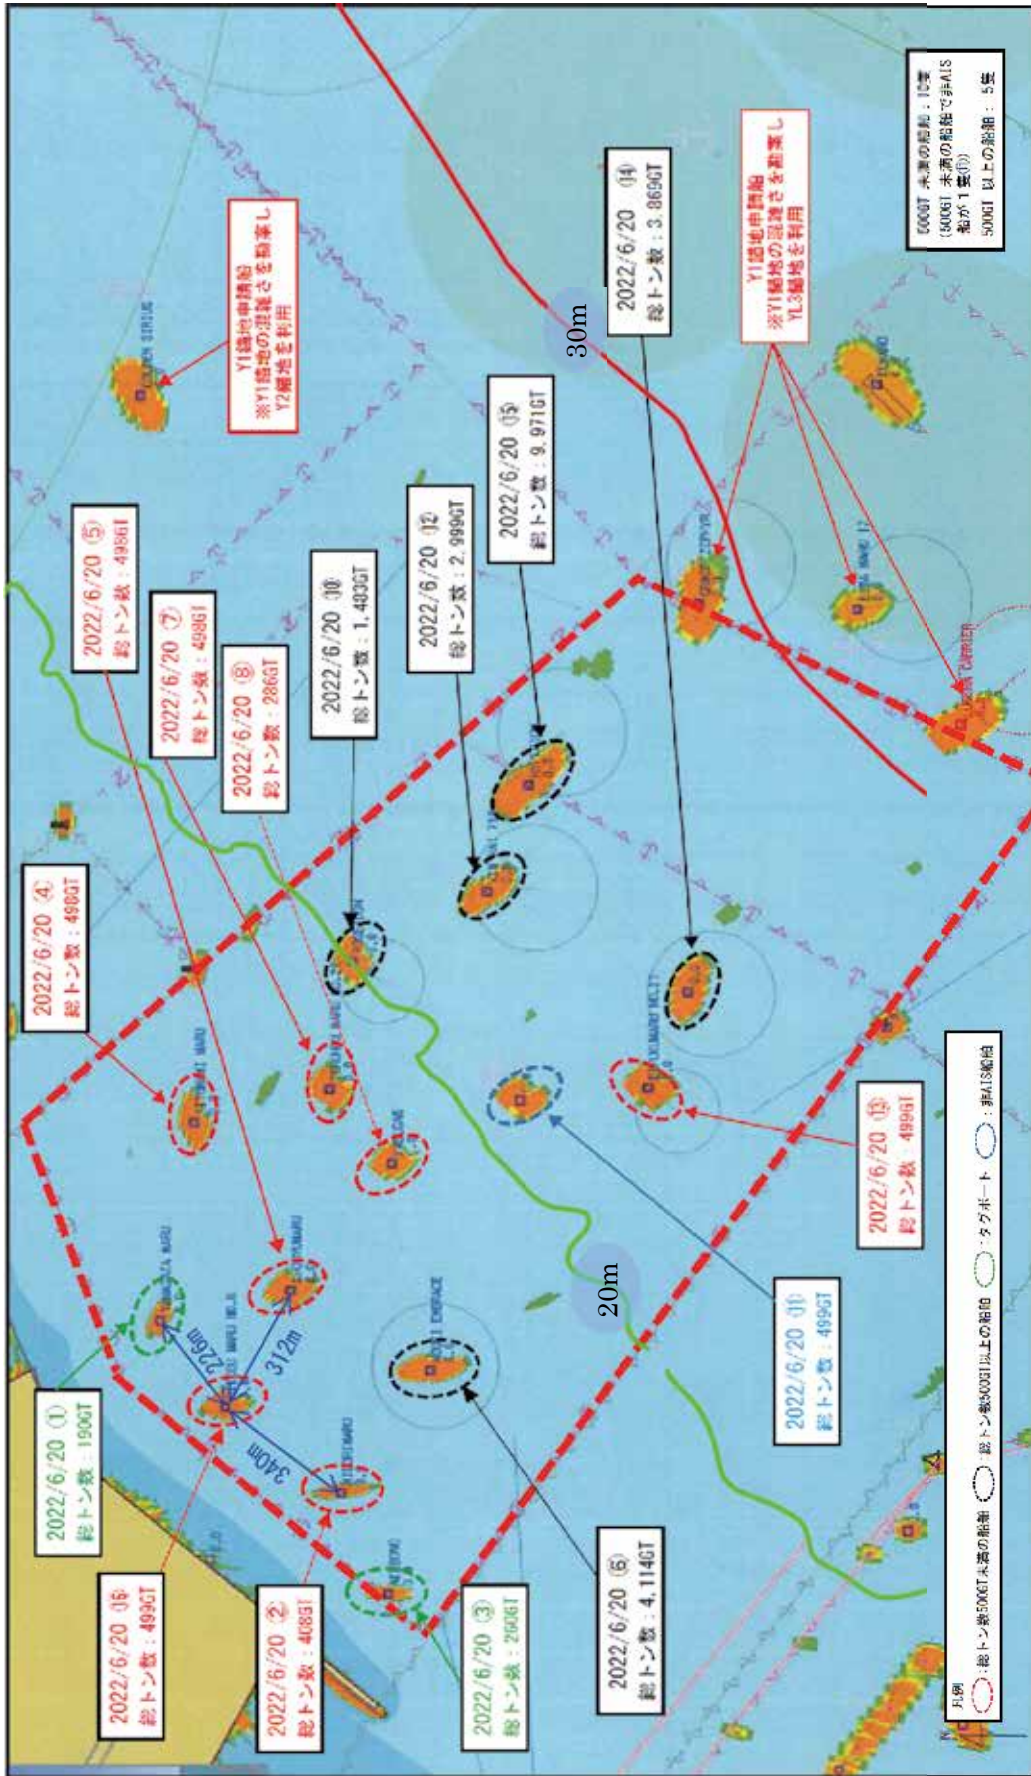 2022/6/20 ①
総トン数：190GT
2022/6/20 ⑯
総トン数：499GT
2022/6/20 ②
総トン数：408GT
2022/6/20 ③
総トン数：260GT
2022/6/20 ④
総トン数：498GT
2022/6/20 ⑤
総トン数：498GT
2022/6/20 ⑦
総トン数：498GT
2022/6/20 ⑧
総トン数：286GT
2022/6/20 ⑩
総トン数：1,483GT
2022/6/20 ⑫
総トン数：2,999GT
2022/6/20 ⑮
総トン数：9,971GT
2022/6/20 ⑭
総トン数：3,869GT
2022/6/20 ⑥
総トン数：4,114GT
2022/6/20 ⑪
総トン数：499GT
2022/6/20 ⑬
総トン数：499GT
Y1錨地申請船
※Y1錨地の混雑さを勘案し
Y2錨地を利用
Y1錨地申請船
※Y1錨地の混雑さを勘案し
YL3錨地を利用
226m
312m
340m
20m
30m
500GT 未満の船舶：10隻
(500GT 未満の船舶で非AIS
船が1隻(⑪))
500GT 以上の船舶：5隻
凡例
：総トン数500GT未満の船舶
：総トン数500GT以上の船舶
：タグボート
：非AIS船舶